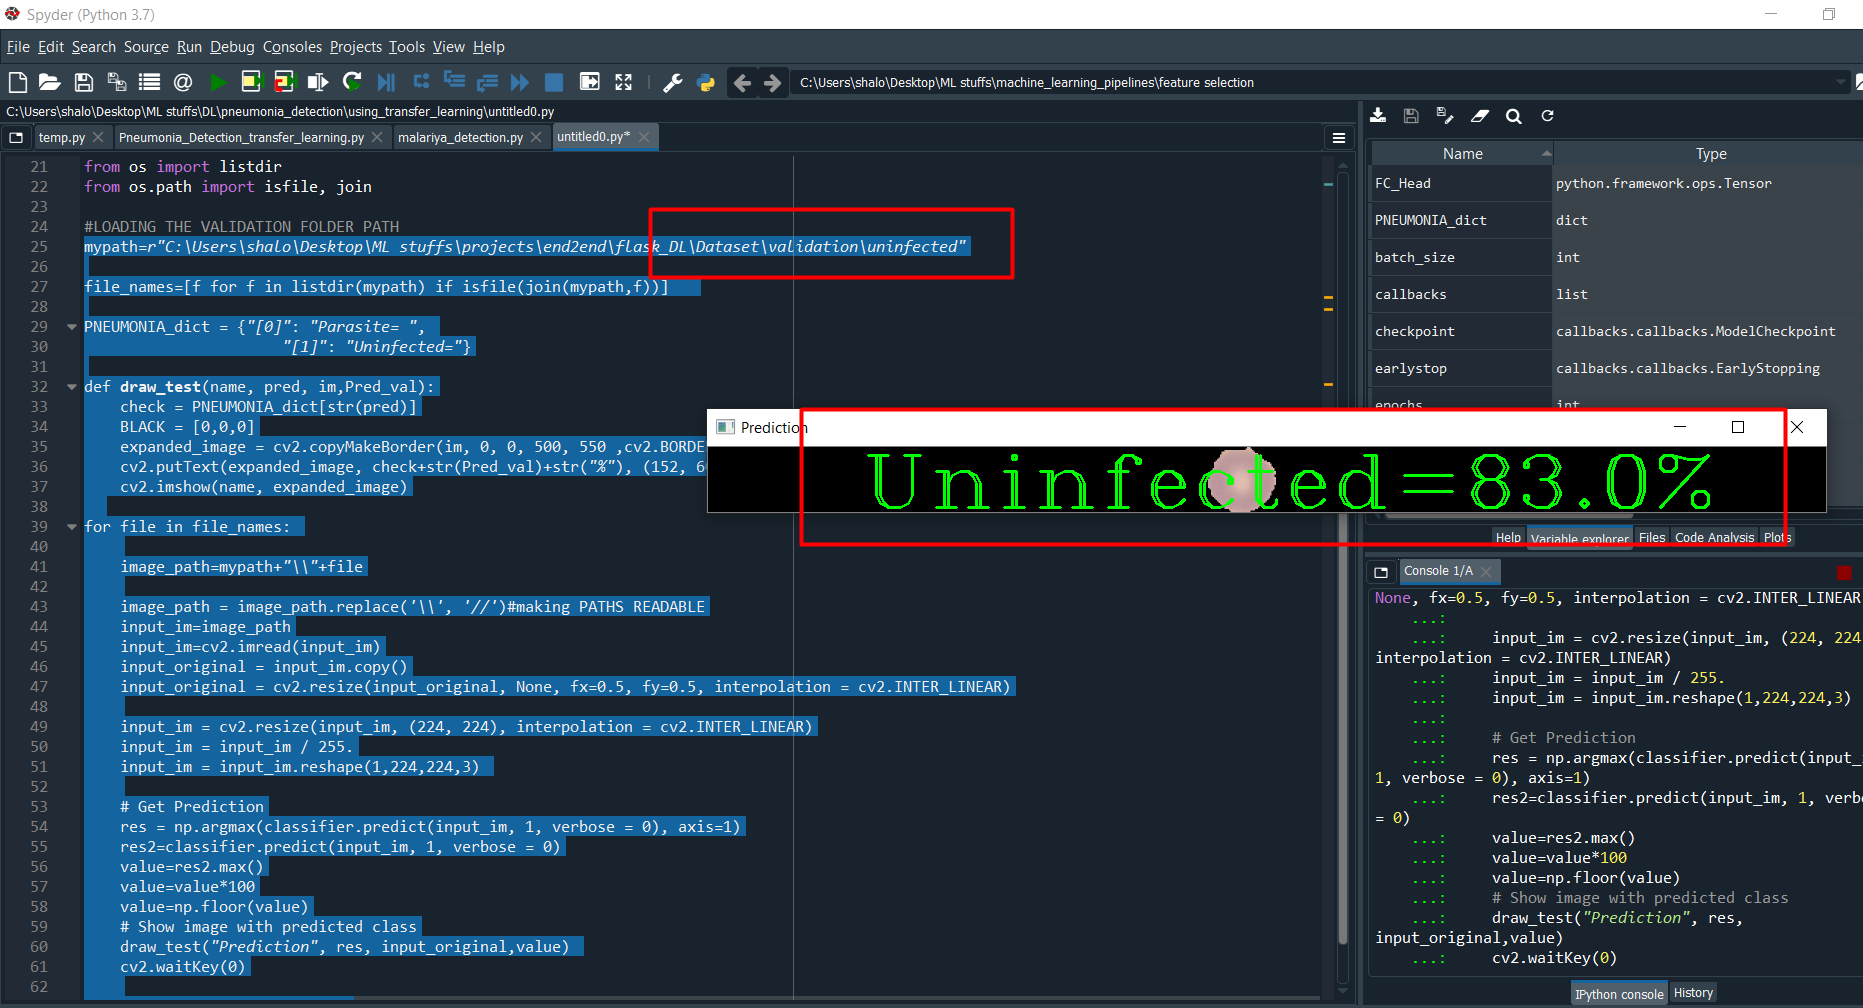 Spyder (Python 3.7)
File Edit Search Source Run Debug Consoles Projects Tools View Help
C:\Users\shalo\Desktop\ML stuffs\machine_learning_pipelines\feature selection
C:\Users\shalo\Desktop\ML stuffs\DL\pneumonia_detection\using_transfer_learning\untitled0.py
temp.py Pneumonia_Detection_transfer_learning.py malariya_detection.py untitled0.py*
21 from os import listdir
22 from os.path import isfile, join
23
24 #LOADING THE VALIDATION FOLDER PATH
25 mypath=r"C:\Users\shalo\Desktop\ML stuffs\projects\end2end\flask_DL\Dataset\validation\uninfected"
26
27 file_names=[f for f in listdir(mypath) if isfile(join(mypath,f))]
28
29 PNEUMONIA_dict = {"[0]": "Parasite= ",
30 "[1]": "Uninfected="}
31
32 def draw_test(name, pred, im,Pred_val):
33 check = PNEUMONIA_dict[str(pred)]
34 BLACK = [0,0,0]
35 expanded_image = cv2.copyMakeBorder(im, 0, 0, 500, 550 ,cv2.BORDE
36 cv2.putText(expanded_image, check+str(Pred_val)+str("%"), (152, 6
37 cv2.imshow(name, expanded_image)
38
39 for file in file_names:
40
41 image_path=mypath+"\\"+file
42
43 image_path = image_path.replace('\\', '//')#making PATHS READABLE
44 input_im=image_path
45 input_im=cv2.imread(input_im)
46 input_original = input_im.copy()
47 input_original = cv2.resize(input_original, None, fx=0.5, fy=0.5, interpolation = cv2.INTER_LINEAR)
48
49 input_im = cv2.resize(input_im, (224, 224), interpolation = cv2.INTER_LINEAR)
50 input_im = input_im / 255.
51 input_im = input_im.reshape(1,224,224,3)
52
53 # Get Prediction
54 res = np.argmax(classifier.predict(input_im, 1, verbose = 0), axis=1)
55 res2=classifier.predict(input_im, 1, verbose = 0)
56 value=res2.max()
57 value=value*100
58 value=np.floor(value)
59 # Show image with predicted class
60 draw_test("Prediction", res, input_original,value)
61 cv2.waitKey(0)
62
Prediction
Uninfected=83.0%
Name Type
FC_Head python.framework.ops.Tensor
PNEUMONIA_dict dict
batch_size int
callbacks list
checkpoint callbacks.callbacks.ModelCheckpoint
earlystop callbacks.callbacks.EarlyStopping
epochs int
Help Variable explorer Files Code Analysis Plots
Console 1/A
None, fx=0.5, fy=0.5, interpolation = cv2.INTER_LINEAR
...:
...: input_im = cv2.resize(input_im, (224, 224
interpolation = cv2.INTER_LINEAR)
...: input_im = input_im / 255.
...: input_im = input_im.reshape(1,224,224,3)
...:
...: # Get Prediction
...: res = np.argmax(classifier.predict(input_
1, verbose = 0), axis=1)
...: res2=classifier.predict(input_im, 1, verbo
= 0)
...: value=res2.max()
...: value=value*100
...: value=np.floor(value)
...: # Show image with predicted class
...: draw_test("Prediction", res,
input_original,value)
...: cv2.waitKey(0)
IPython console History